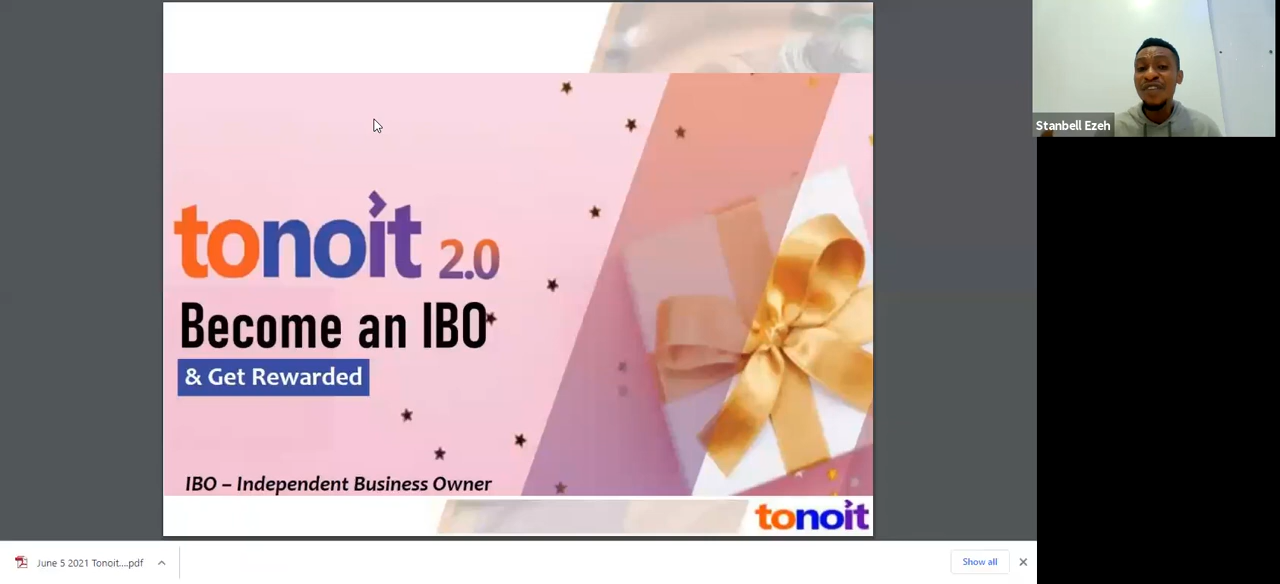 tonoit 2.0
Become an IBO
& Get Rewarded
IBO – Independent Business Owner
tonoit
Stanbell Ezeh
June 5 2021 Tonoit....pdf
Show all